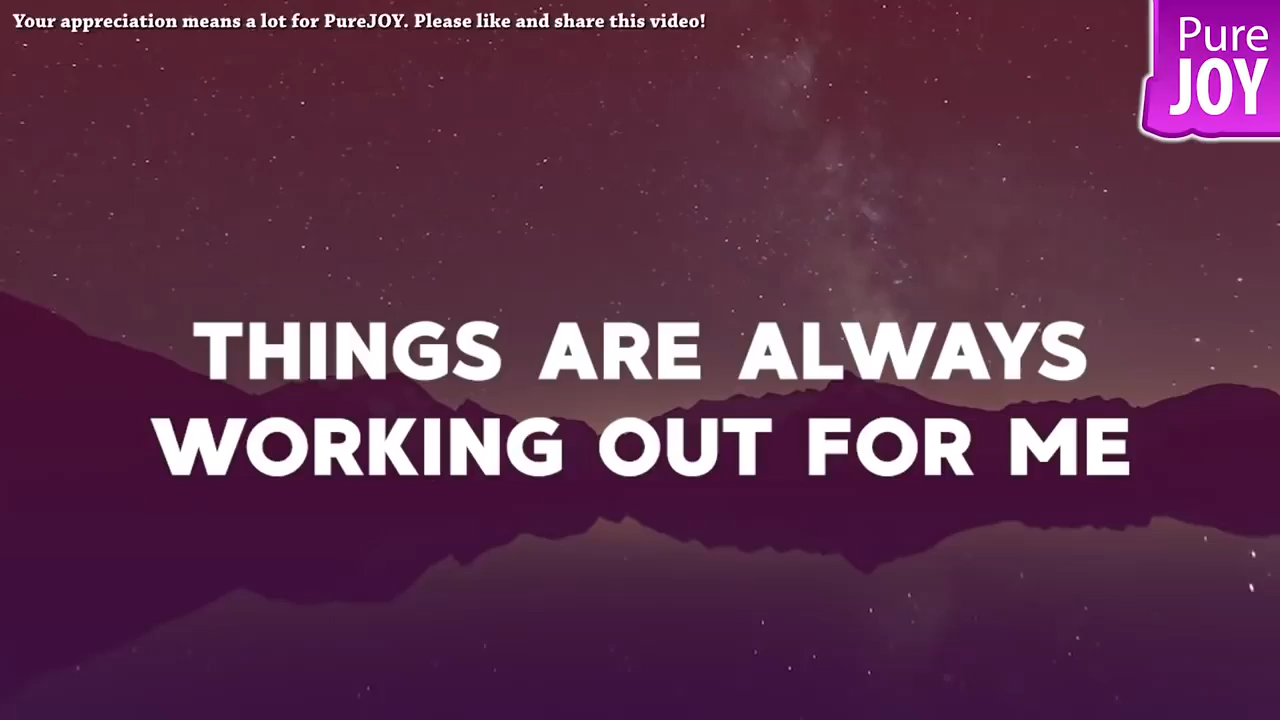 Your appreciation means a lot for PureJOY. Please like and share this video!
Pure
JOY
THINGS ARE ALWAYS
WORKING OUT FOR ME